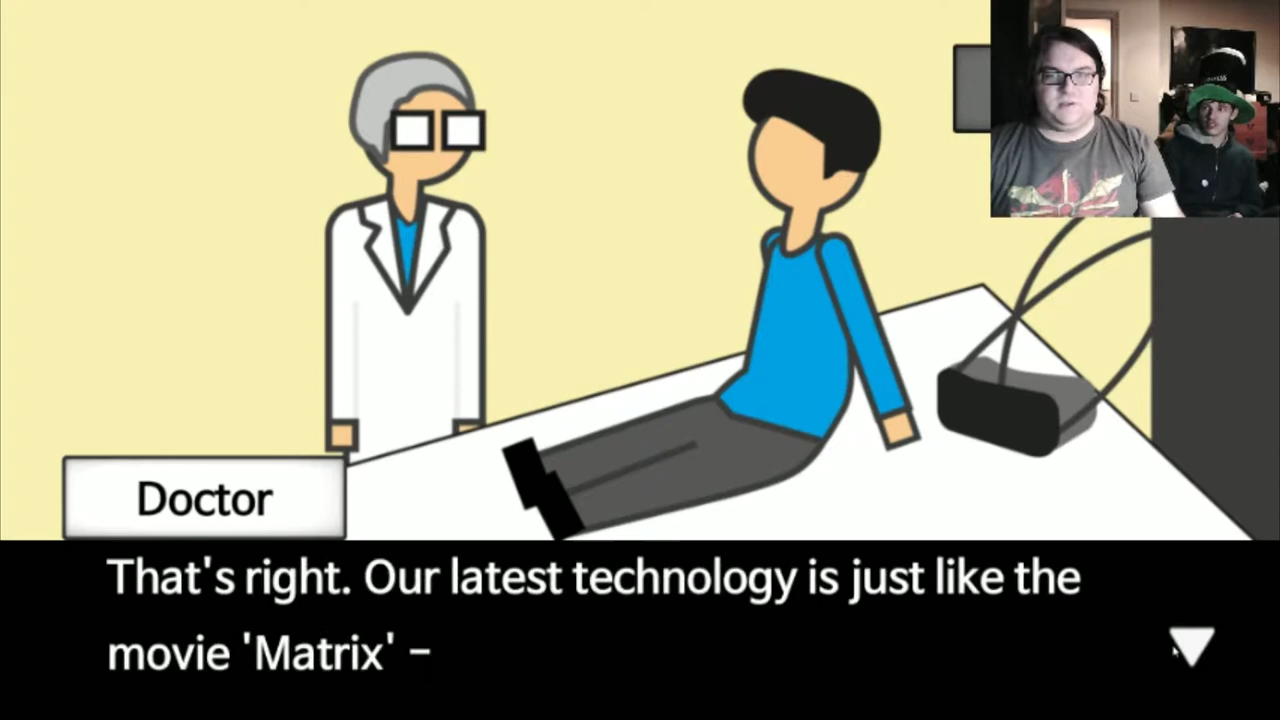 Doctor
That's right. Our latest technology is just like the
movie 'Matrix' –